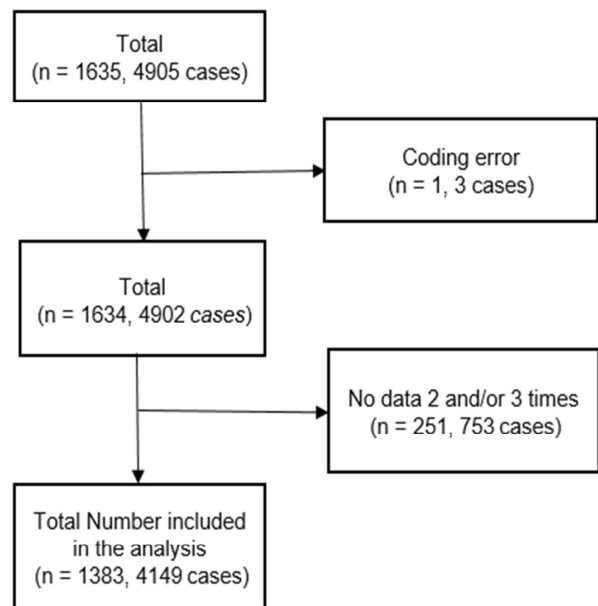 Total
(n = 1635, 4905 cases)
Coding error
(n = 1, 3 cases)
Total
(n = 1634, 4902 cases)
No data 2 and/or 3 times
(n = 251, 753 cases)
Total Number included
in the analysis
(n = 1383, 4149 cases)